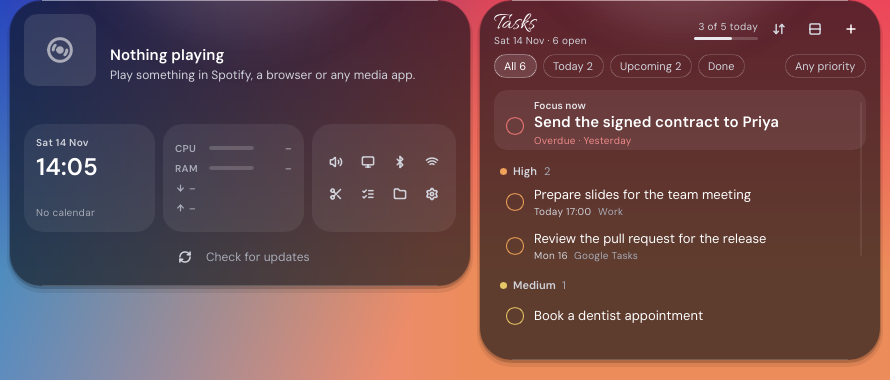 Nothing playing
Play something in Spotify, a browser or any media app.
Sat 14 Nov
14:05
No calendar
CPU –
RAM –
↓ –
↑ –
Check for updates
Tasks
Sat 14 Nov · 6 open
3 of 5 today
All 6
Today 2
Upcoming 2
Done
Any priority
Focus now
Send the signed contract to Priya
Overdue · Yesterday
High 2
Prepare slides for the team meeting
Today 17:00 Work
Review the pull request for the release
Mon 16 Google Tasks
Medium 1
Book a dentist appointment